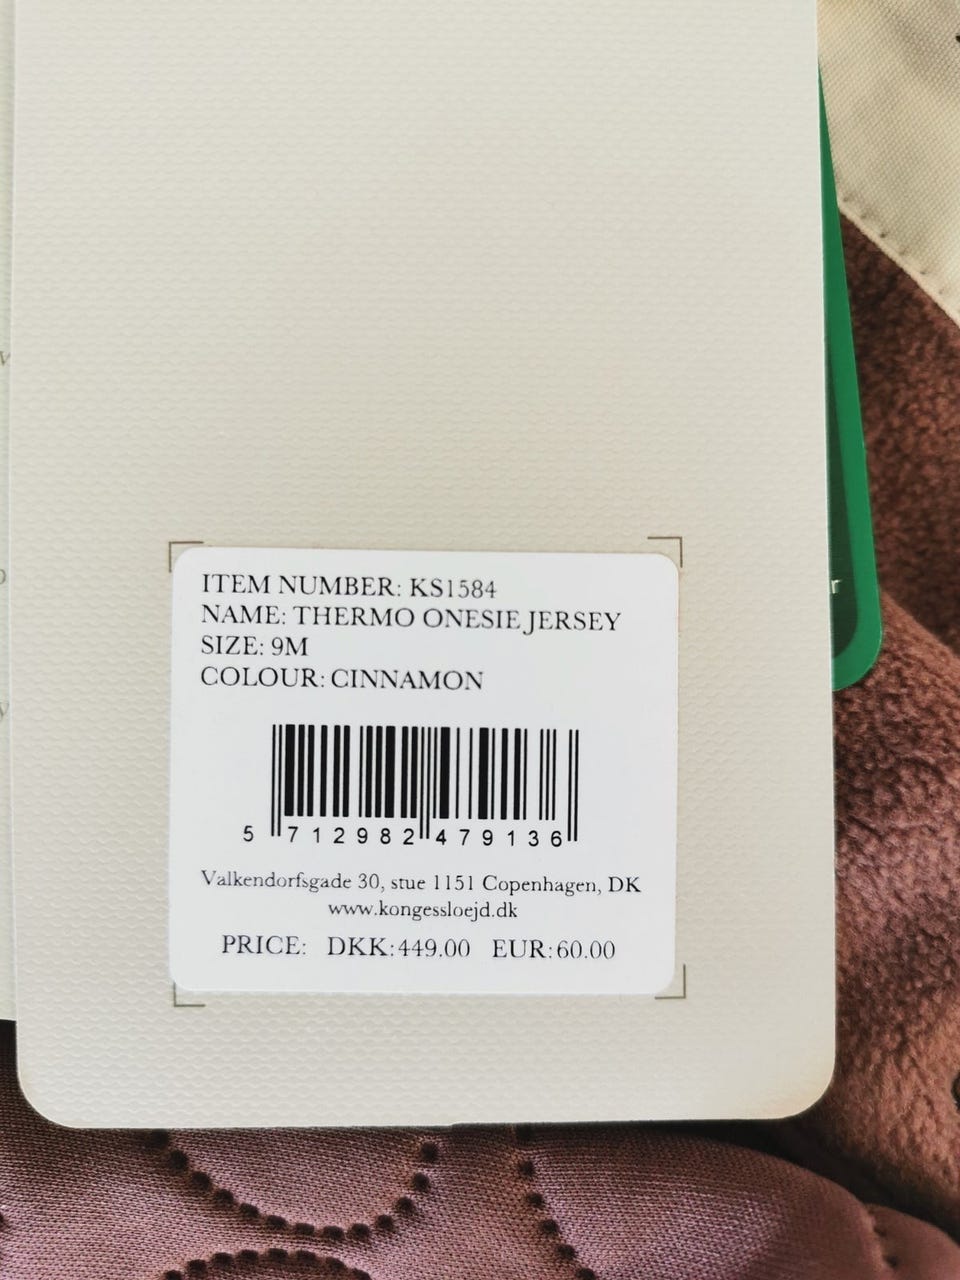 ITEM NUMBER: KS1584
NAME: THERMO ONESIE JERSEY
SIZE: 9M
COLOUR: CINNAMON
5 712982 479136
Valkendorfsgade 30, stue 1151 Copenhagen, DK
www.kongessloejd.dk
PRICE: DKK:449.00 EUR:60.00